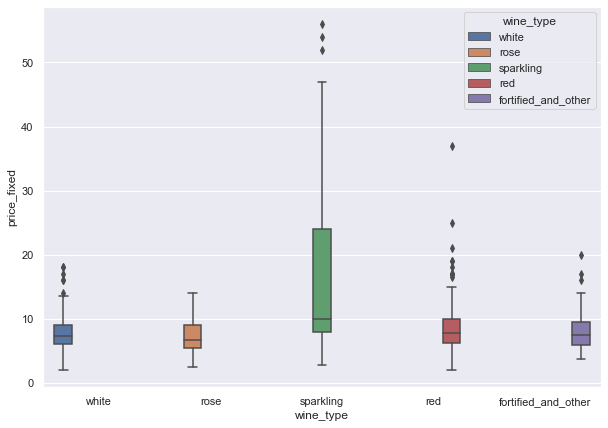 wine_type
white
rose
sparkling
red
fortified_and_other
price_fixed
50
40
30
20
10
0
white rose sparkling red fortified_and_other
wine_type